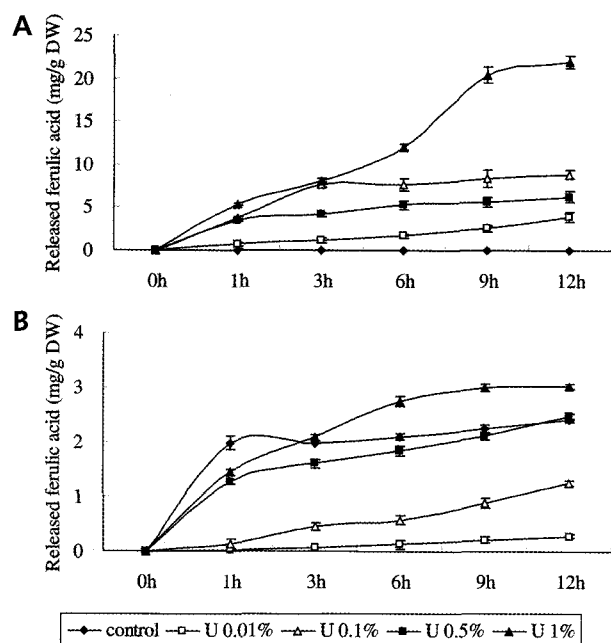 A
Released ferulic acid (mg/g DW)
25
20
15
10
5
0
0h 1h 3h 6h 9h 12h
B
Released ferulic acid (mg/g DW)
4
3
2
1
0
0h 1h 3h 6h 9h 12h
control U 0.01% U 0.1% U 0.5% U 1%